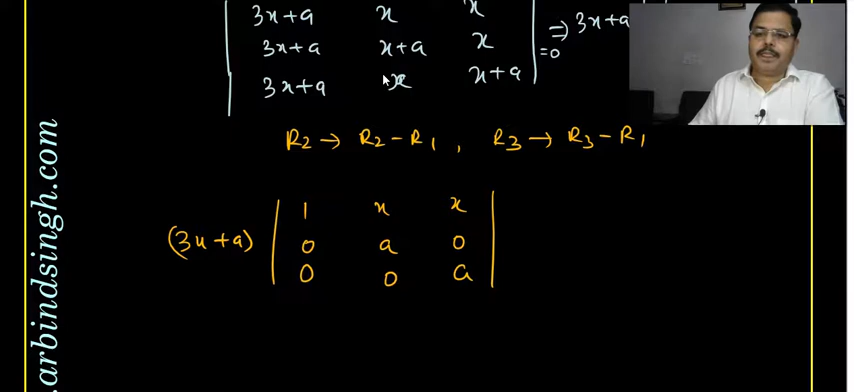 3x+a x x
3x+a x+a x = 0 ⇒ 3x+a
3x+a x x+a
R2 → R2 − R1 , R3 → R3 − R1
1 x x
(3x+a) 0 a 0
0 0 a
arbindsingh.com